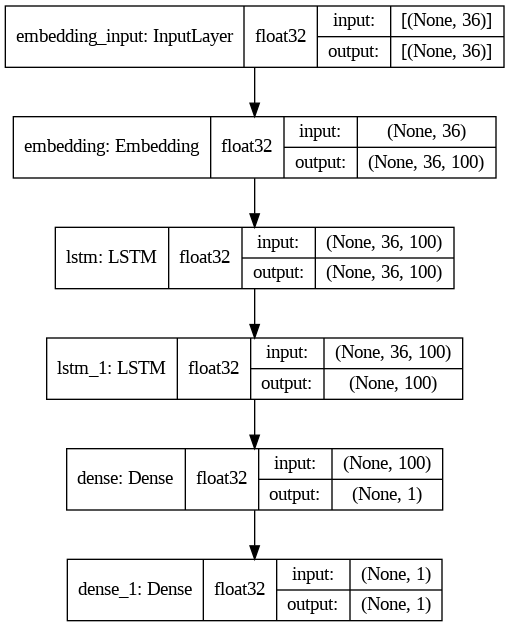 embedding_input: InputLayer float32 input: [(None, 36)]
output: [(None, 36)]
embedding: Embedding float32 input: (None, 36)
output: (None, 36, 100)
lstm: LSTM float32 input: (None, 36, 100)
output: (None, 36, 100)
lstm_1: LSTM float32 input: (None, 36, 100)
output: (None, 100)
dense: Dense float32 input: (None, 100)
output: (None, 1)
dense_1: Dense float32 input: (None, 1)
output: (None, 1)